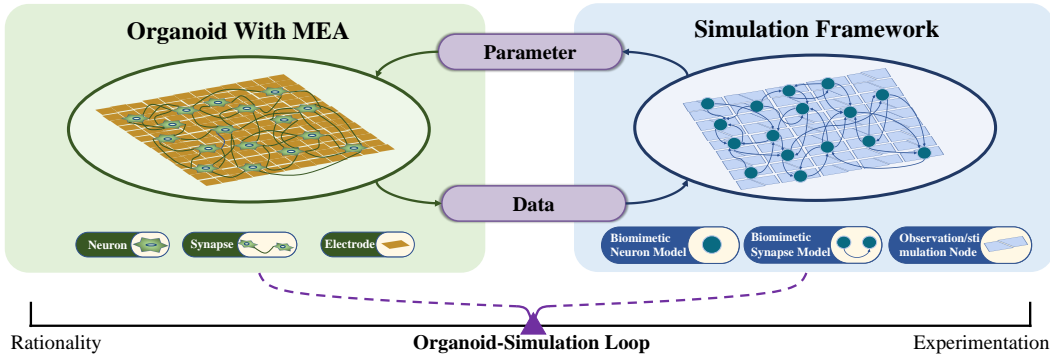 Organoid With MEA
Simulation Framework
Parameter
Data
Neuron
Synapse
Electrode
Biomimetic
Neuron Model
Biomimetic
Synapse Model
Observation/sti
mulation Node
Rationality
Organoid-Simulation Loop
Experimentation